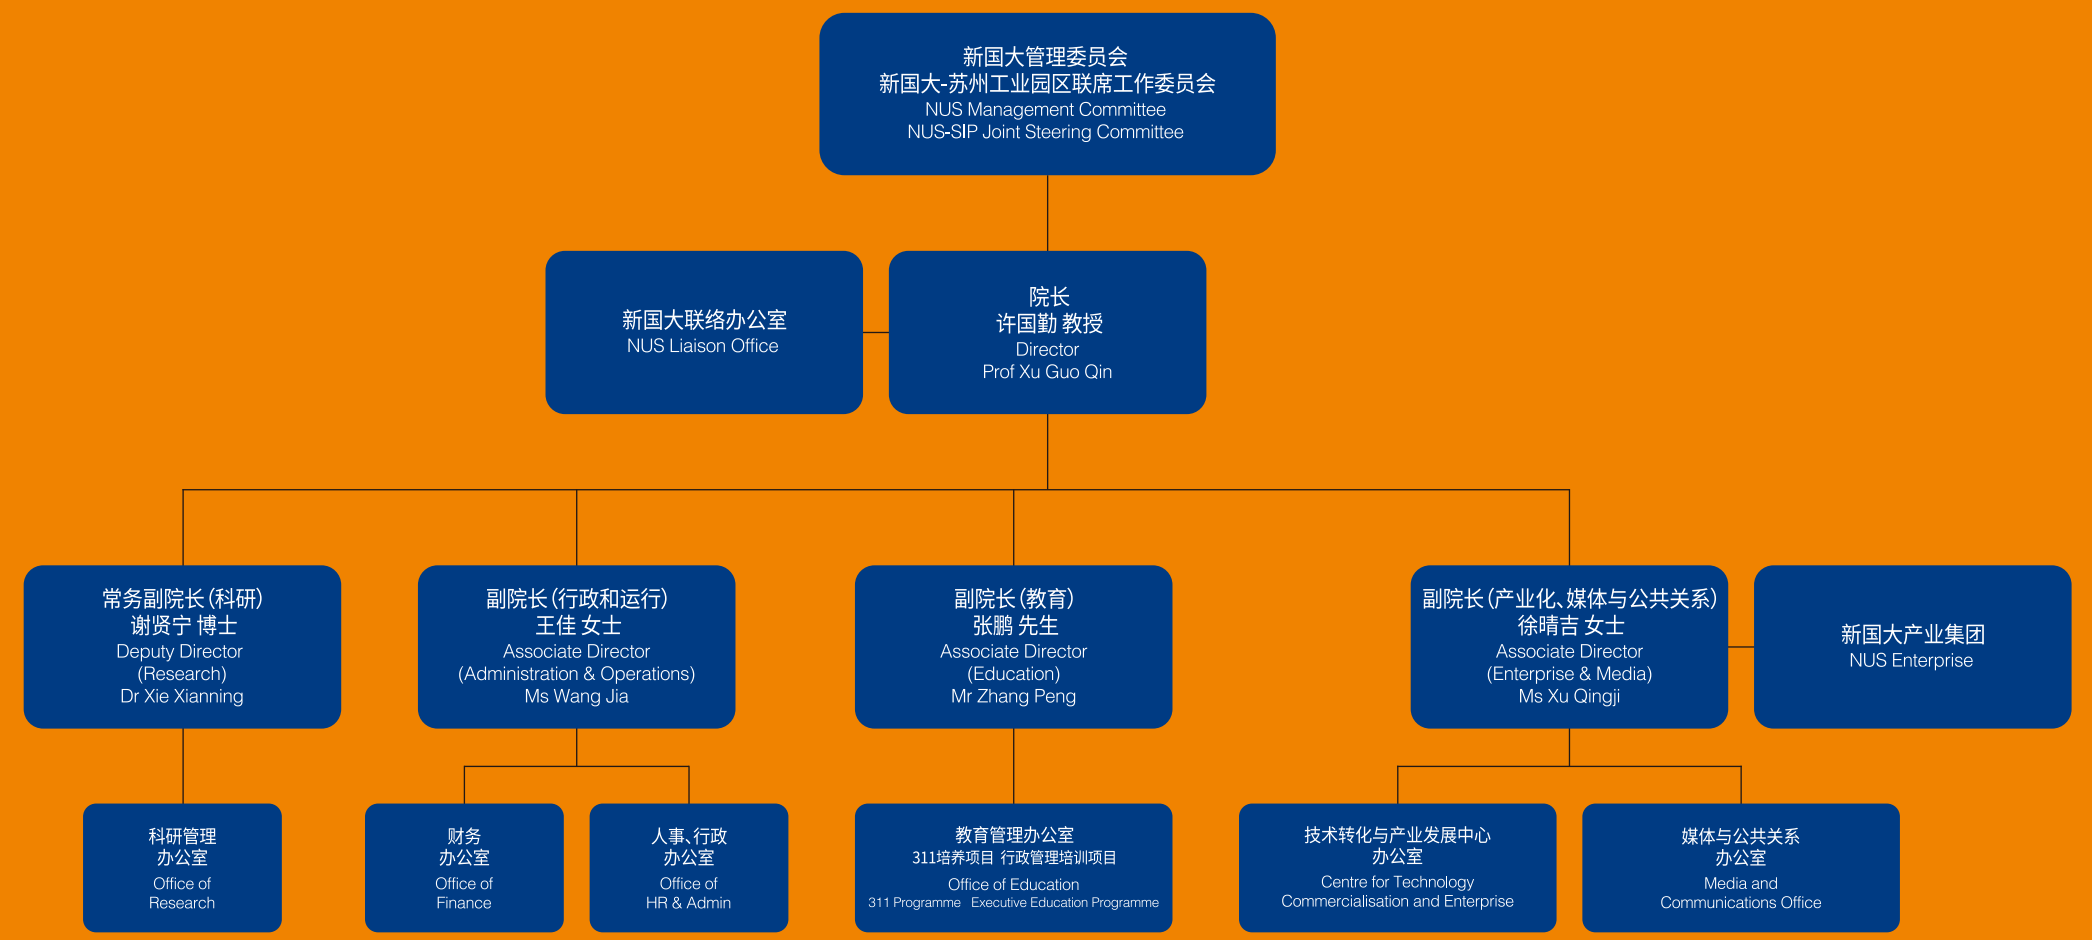 新国大管理委员会
新国大-苏州工业园区联席工作委员会
NUS Management Committee
NUS-SIP Joint Steering Committee
新国大联络办公室
NUS Liaison Office
院长
许国勤 教授
Director
Prof Xu Guo Qin
常务副院长（科研）
谢贤宁 博士
Deputy Director
(Research)
Dr Xie Xianning
副院长（行政和运行）
王佳 女士
Associate Director
(Administration & Operations)
Ms Wang Jia
副院长（教育）
张鹏 先生
Associate Director
(Education)
Mr Zhang Peng
副院长（产业化、媒体与公共关系）
徐晴吉 女士
Associate Director
(Enterprise & Media)
Ms Xu Qingji
新国大产业集团
NUS Enterprise
科研管理
办公室
Office of
Research
财务
办公室
Office of
Finance
人事、行政
办公室
Office of
HR & Admin
教育管理办公室
311培养项目 行政管理培训项目
Office of Education
311 Programme Executive Education Programme
技术转化与产业发展中心
办公室
Centre for Technology
Commercialisation and Enterprise
媒体与公共关系
办公室
Media and
Communications Office